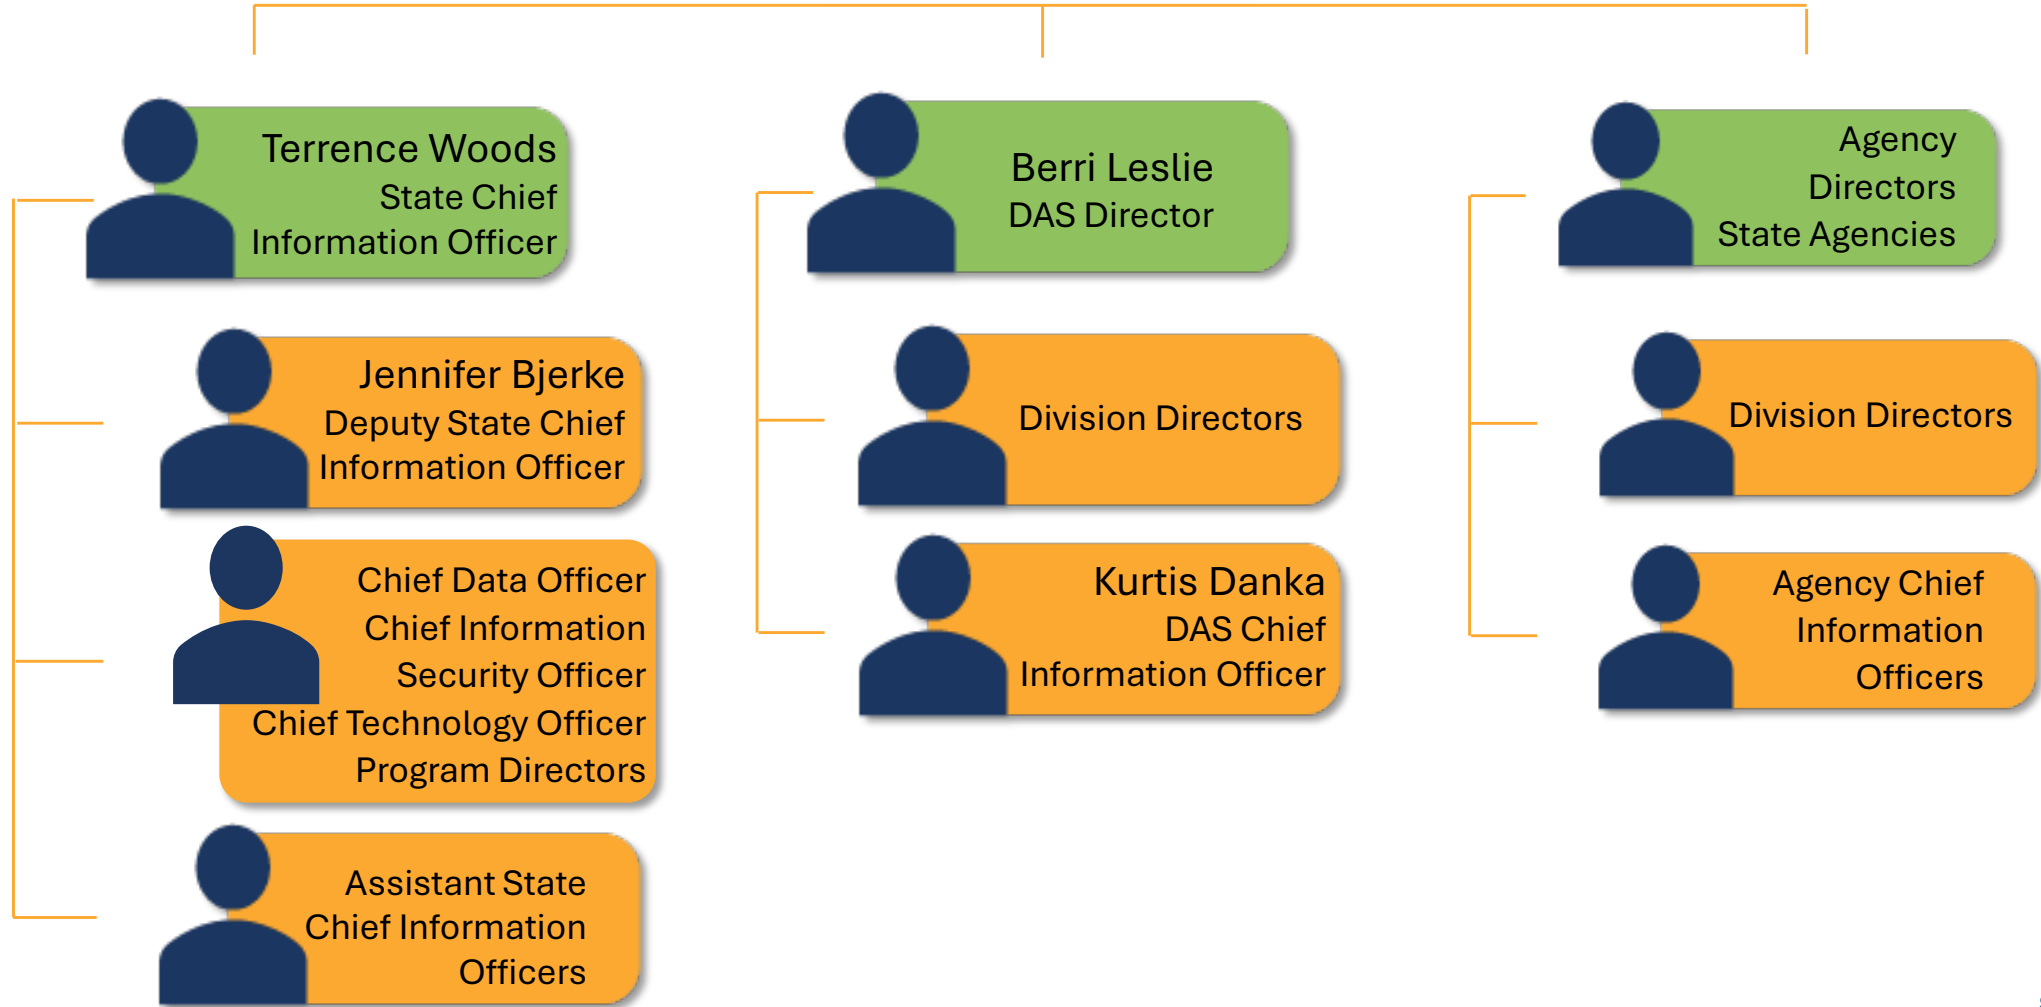 Terrence Woods
State Chief
Information Officer
Jennifer Bjerke
Deputy State Chief
Information Officer
Chief Data Officer
Chief Information
Security Officer
Chief Technology Officer
Program Directors
Assistant State
Chief Information
Officers
Berri Leslie
DAS Director
Division Directors
Kurtis Danka
DAS Chief
Information Officer
Agency
Directors
State Agencies
Division Directors
Agency Chief
Information
Officers